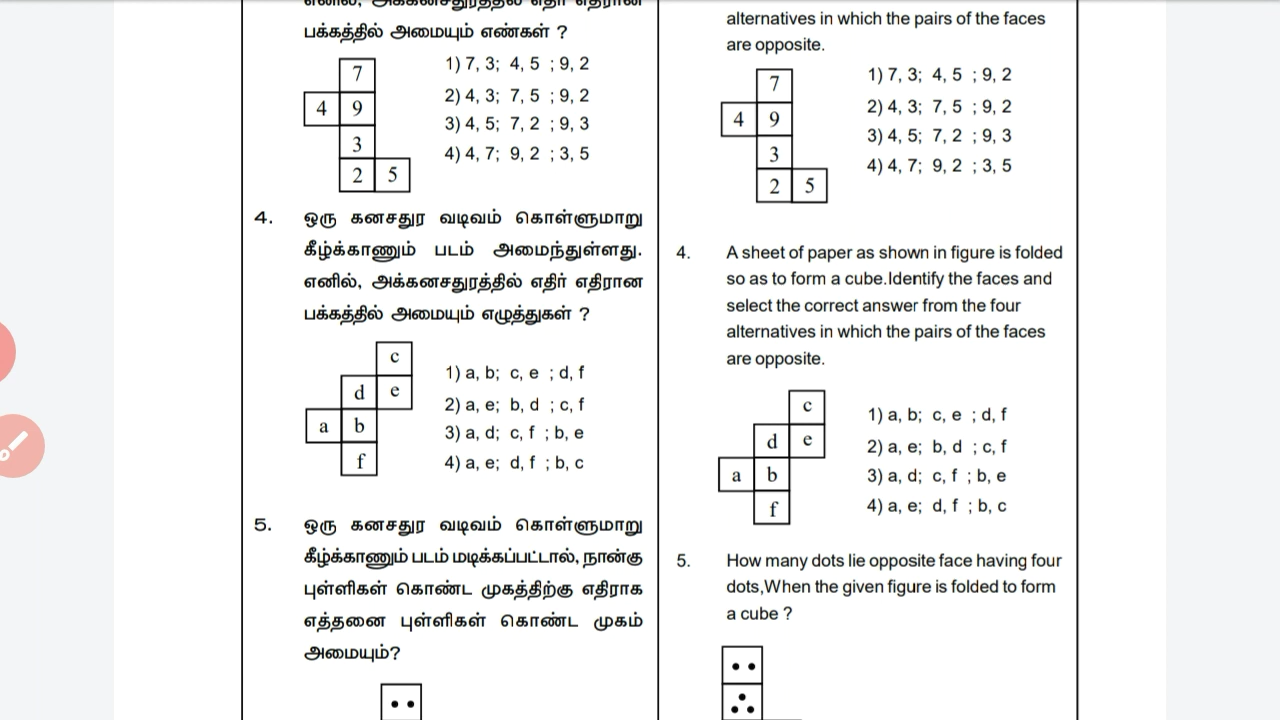 எனில், அக்கனசதுரத்தில் எதிர் எதிரான
பக்கத்தில் அமையும் எண்கள் ?
1) 7, 3; 4, 5 ; 9, 2
2) 4, 3; 7, 5 ; 9, 2
3) 4, 5; 7, 2 ; 9, 3
4) 4, 7; 9, 2 ; 3, 5
7
4 9
3
2 5
4. ஒரு கனசதுர வடிவம் கொள்ளுமாறு
கீழ்க்காணும் படம் அமைந்துள்ளது.
எனில், அக்கனசதுரத்தில் எதிர் எதிரான
பக்கத்தில் அமையும் எழுத்துகள் ?
c
d e
a b
f
1) a, b; c, e ; d, f
2) a, e; b, d ; c, f
3) a, d; c, f ; b, e
4) a, e; d, f ; b, c
5. ஒரு கனசதுர வடிவம் கொள்ளுமாறு
கீழ்க்காணும் படம் மடிக்கப்பட்டால், நான்கு
புள்ளிகள் கொண்ட முகத்திற்கு எதிராக
எத்தனை புள்ளிகள் கொண்ட முகம்
அமையும்?
alternatives in which the pairs of the faces
are opposite.
7
4 9
3
2 5
1) 7, 3; 4, 5 ; 9, 2
2) 4, 3; 7, 5 ; 9, 2
3) 4, 5; 7, 2 ; 9, 3
4) 4, 7; 9, 2 ; 3, 5
4. A sheet of paper as shown in figure is folded
so as to form a cube.Identify the faces and
select the correct answer from the four
alternatives in which the pairs of the faces
are opposite.
c
d e
a b
f
1) a, b; c, e ; d, f
2) a, e; b, d ; c, f
3) a, d; c, f ; b, e
4) a, e; d, f ; b, c
5. How many dots lie opposite face having four
dots,When the given figure is folded to form
a cube ?